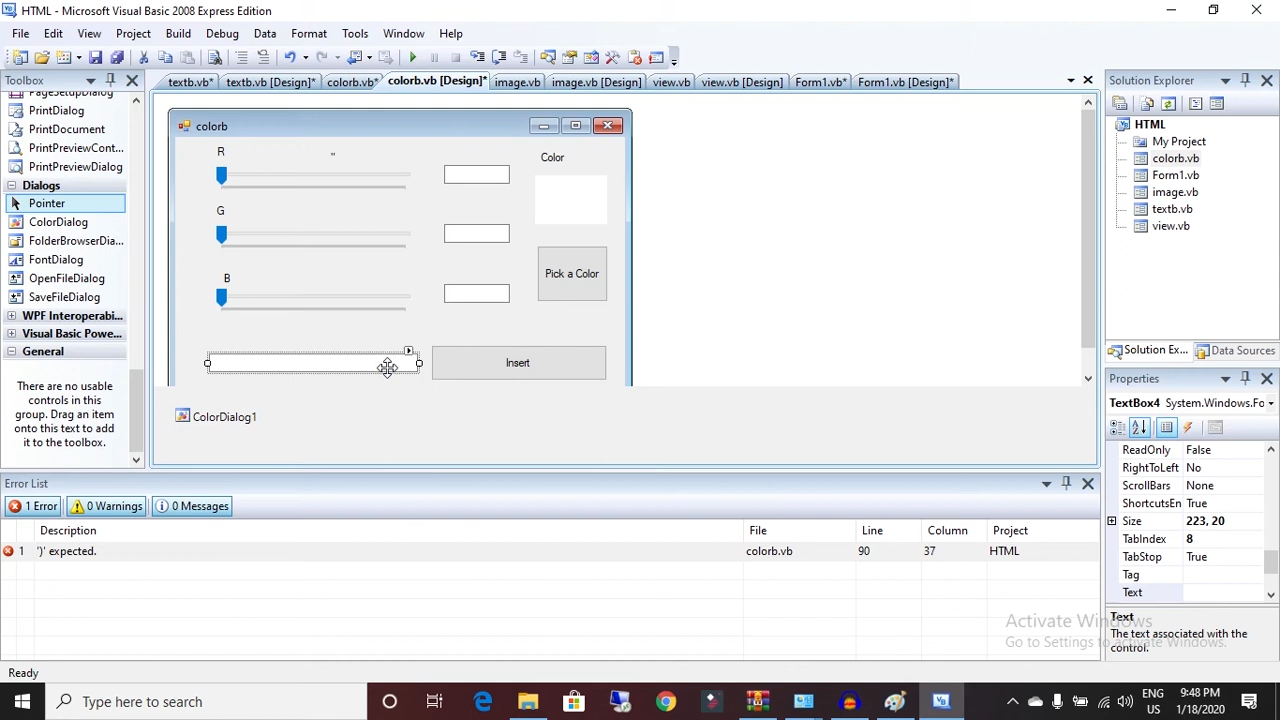 HTML - Microsoft Visual Basic 2008 Express Edition
File Edit View Project Build Debug Data Format Tools Window Help
Toolbox
textb.vb* textb.vb [Design]* colorb.vb* colorb.vb [Design]* image.vb image.vb [Design] view.vb view.vb [Design] Form1.vb* Form1.vb [Design]*
PageSetupDialog
PrintDialog
PrintDocument
PrintPreviewCont...
PrintPreviewDialog
Dialogs
Pointer
ColorDialog
FolderBrowserDia...
FontDialog
OpenFileDialog
SaveFileDialog
WPF Interoperabi...
Visual Basic Powe...
General
There are no usable
controls in this
group. Drag an item
onto this text to add
it to the toolbox.
colorb
R
"
Color
G
Pick a Color
B
Insert
ColorDialog1
Solution Explorer
HTML
My Project
colorb.vb
Form1.vb
image.vb
textb.vb
view.vb
Solution Ex... Data Sources
Properties
TextBox4 System.Windows.Fo
ReadOnly False
RightToLeft No
ScrollBars None
ShortcutsEn True
Size 223, 20
TabIndex 8
TabStop True
Tag
Text
Text
The text associated with the
control.
Error List
1 Error 0 Warnings 0 Messages
Description File Line Column Project
1 ')' expected. colorb.vb 90 37 HTML
Activate Windows
Go to Settings to activate Windows.
Ready
Type here to search
ENG
US
9:48 PM
1/18/2020